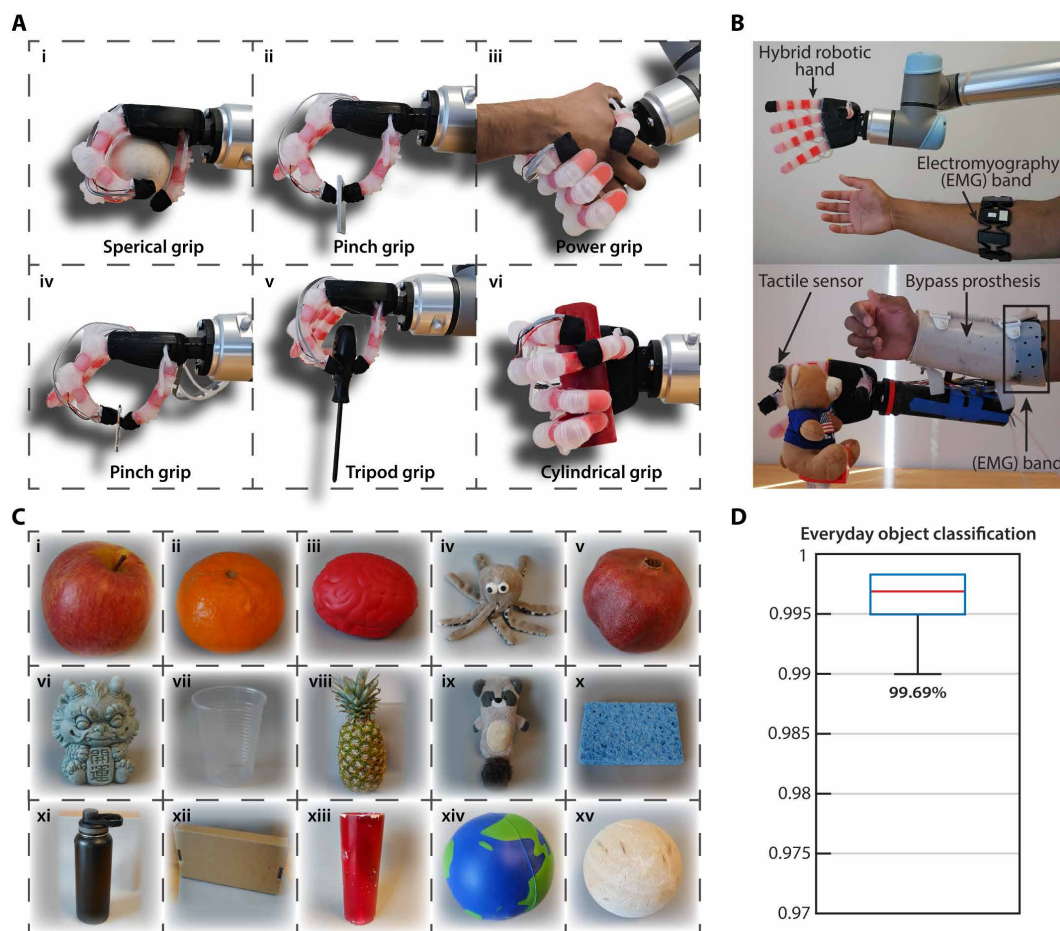 A
i
ii
iii
Sperical grip
Pinch grip
Power grip
iv
v
vi
Pinch grip
Tripod grip
Cylindrical grip
B
Hybrid robotic
hand
Electromyography
(EMG) band
Tactile sensor
Bypass prosthesis
(EMG) band
C
i
ii
iii
iv
v
vi
vii
viii
ix
x
開
運
xi
xii
xiii
xiv
xv
D
Everyday object classification
1
0.995
0.99
99.69%
0.985
0.98
0.975
0.97